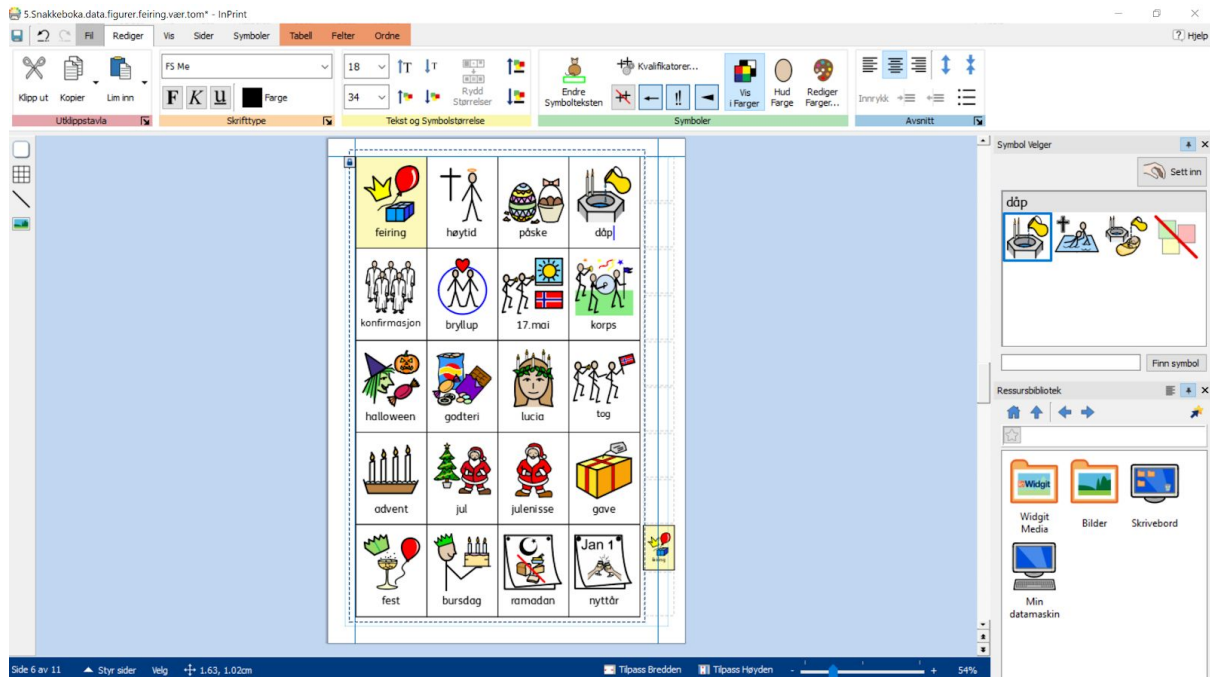 5.Snakkeboka.data.figurer.feiring.vær.tom* - InPrint
Fil Rediger Vis Sider Symboler Tabell Felter Ordne ? Hjelp
Klipp ut Kopier Lim inn
Utklippstavla
FS Me
F K U Farge
Skrifttype
18
34
Rydd Størrelser
Tekst og Symbolstørrelse
Endre Symbolteksten
Kvalifikatorer...
Vis i Farger
Hud Farge
Rediger Farger...
Symboler
Innrykk
Avsnitt
feiring høytid påske dåp
konfirmasjon bryllup 17.mai korps
halloween godteri lucia tog
advent jul julenisse gave
Jan 1
fest bursdag ramadan nyttår
feiring
Symbol Velger
Sett inn
dåp
Finn symbol
Ressursbibliotek
Widgit
Widgit Media
Bilder
Skrivebord
Min datamaskin
Side 6 av 11 Styr sider Velg 1.63, 1.02cm Tilpass Bredden Tilpass Høyden - + 54%